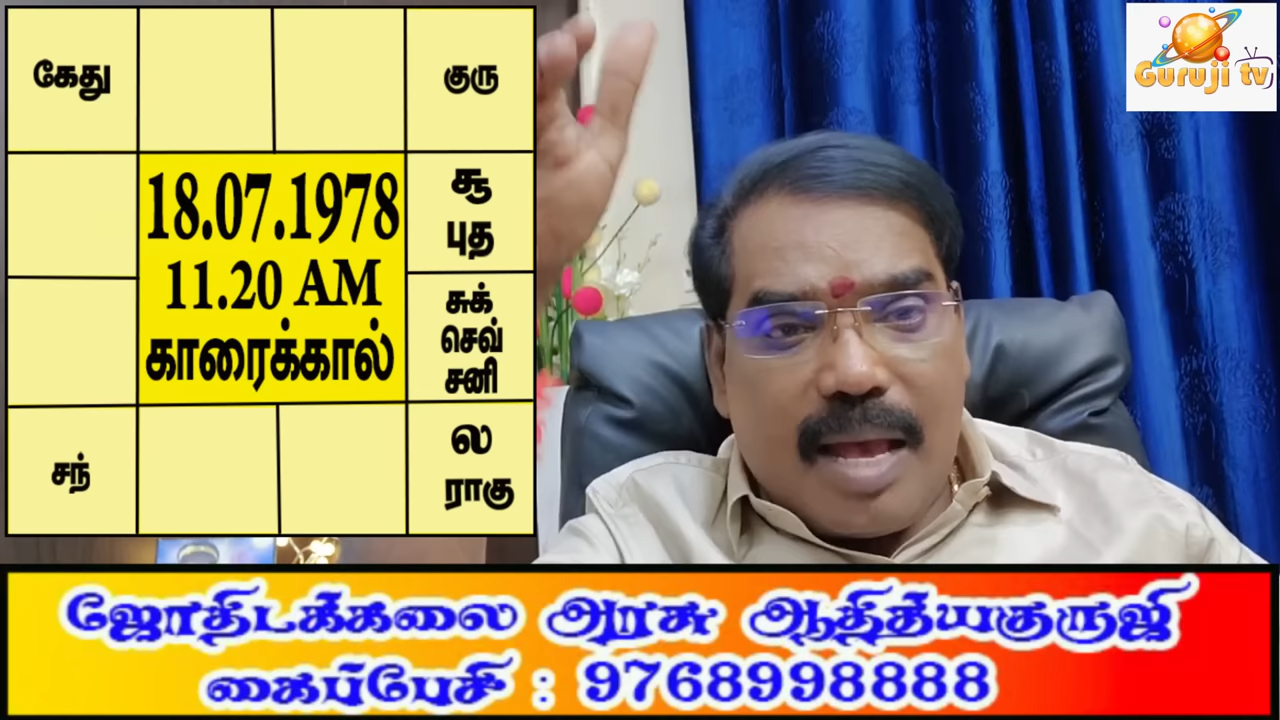 கேது
குரு
சூ
புத
18.07.1978
11.20 AM
காரைக்கால்
சுக்
செவ்
சனி
சந்
ல
ராகு
Guruji tv
ஜோதிடக்கலை அரசு ஆதித்யகுருஜி
கைப்பேசி : 9768998888